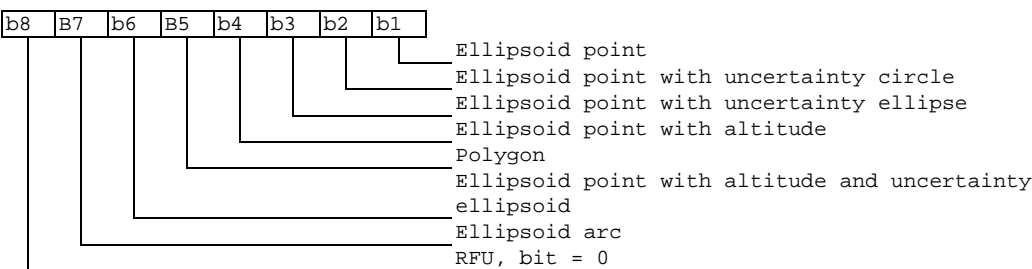 b8 B7 b6 B5 b4 b3 b2 b1
Ellipsoid point
Ellipsoid point with uncertainty circle
Ellipsoid point with uncertainty ellipse
Ellipsoid point with altitude
Polygon
Ellipsoid point with altitude and uncertainty
ellipsoid
Ellipsoid arc
RFU, bit = 0